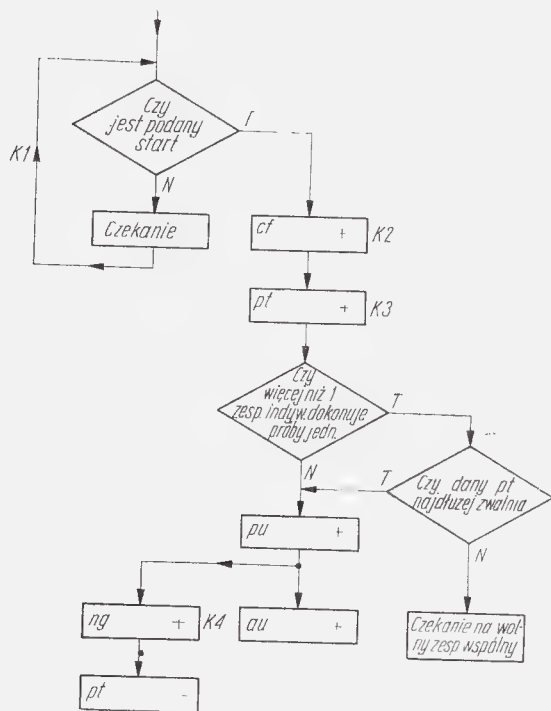 Czy
jest podany
start
T
K1
N
Czekanie
cf +
K2
pt +
K3
Czy
więcej niż 1
zesp. indyw. dokonuje
próby jedn.
T
N
T
Czy dany pt
najdłużej zwalnia
N
pu +
ng +
K4
au +
Czekanie na wol-
ny zesp wspólny
pt -